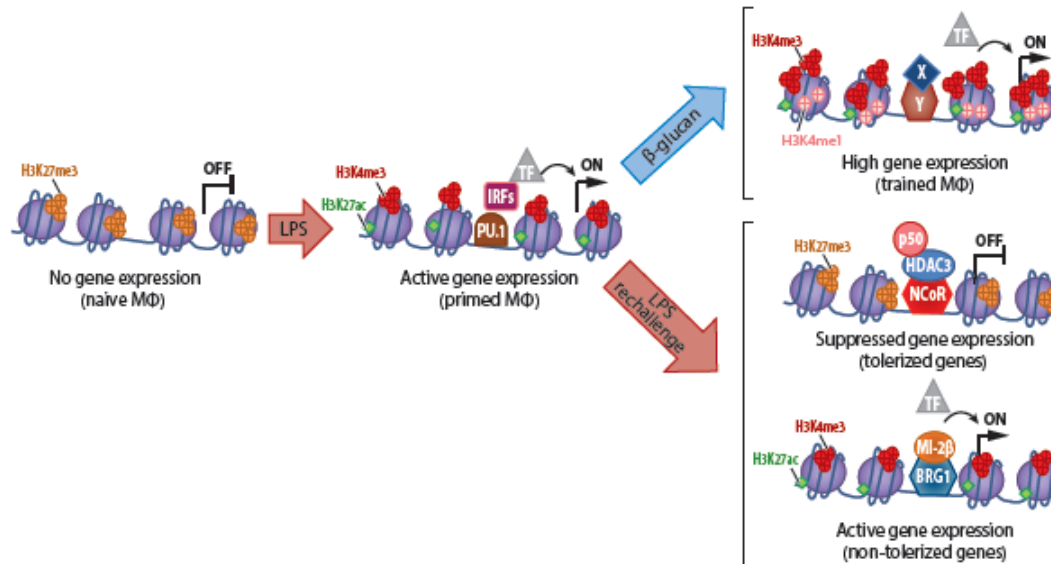 H3K27me3
OFF
No gene expression
(naive MΦ)
LPS
H3K4me3
H3K27ac
TF
ON
IRFs
PU.1
Active gene expression
(primed MΦ)
β-glucan
LPS
rechallenge
H3K4me3
TF
ON
X
Y
H3K4me1
High gene expression
(trained MΦ)
H3K27me3
p50
HDAC3
NCoR
OFF
Suppressed gene expression
(tolerized genes)
TF
H3K4me3
ON
H3K27ac
MI-2β
BRG1
Active gene expression
(non-tolerized genes)